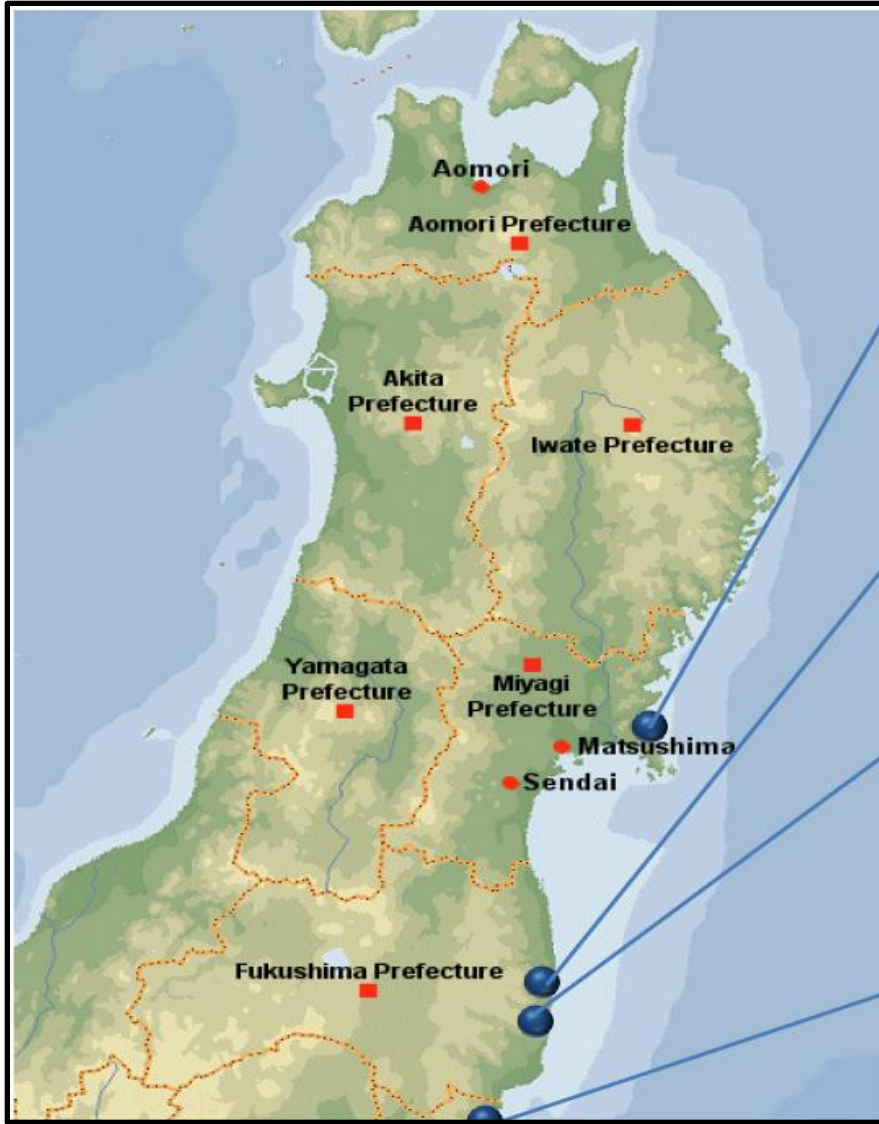 Aomori
Aomori Prefecture
Akita
Prefecture
Iwate Prefecture
Yamagata
Prefecture
Miyagi
Prefecture
Matsushima
Sendai
Fukushima Prefecture